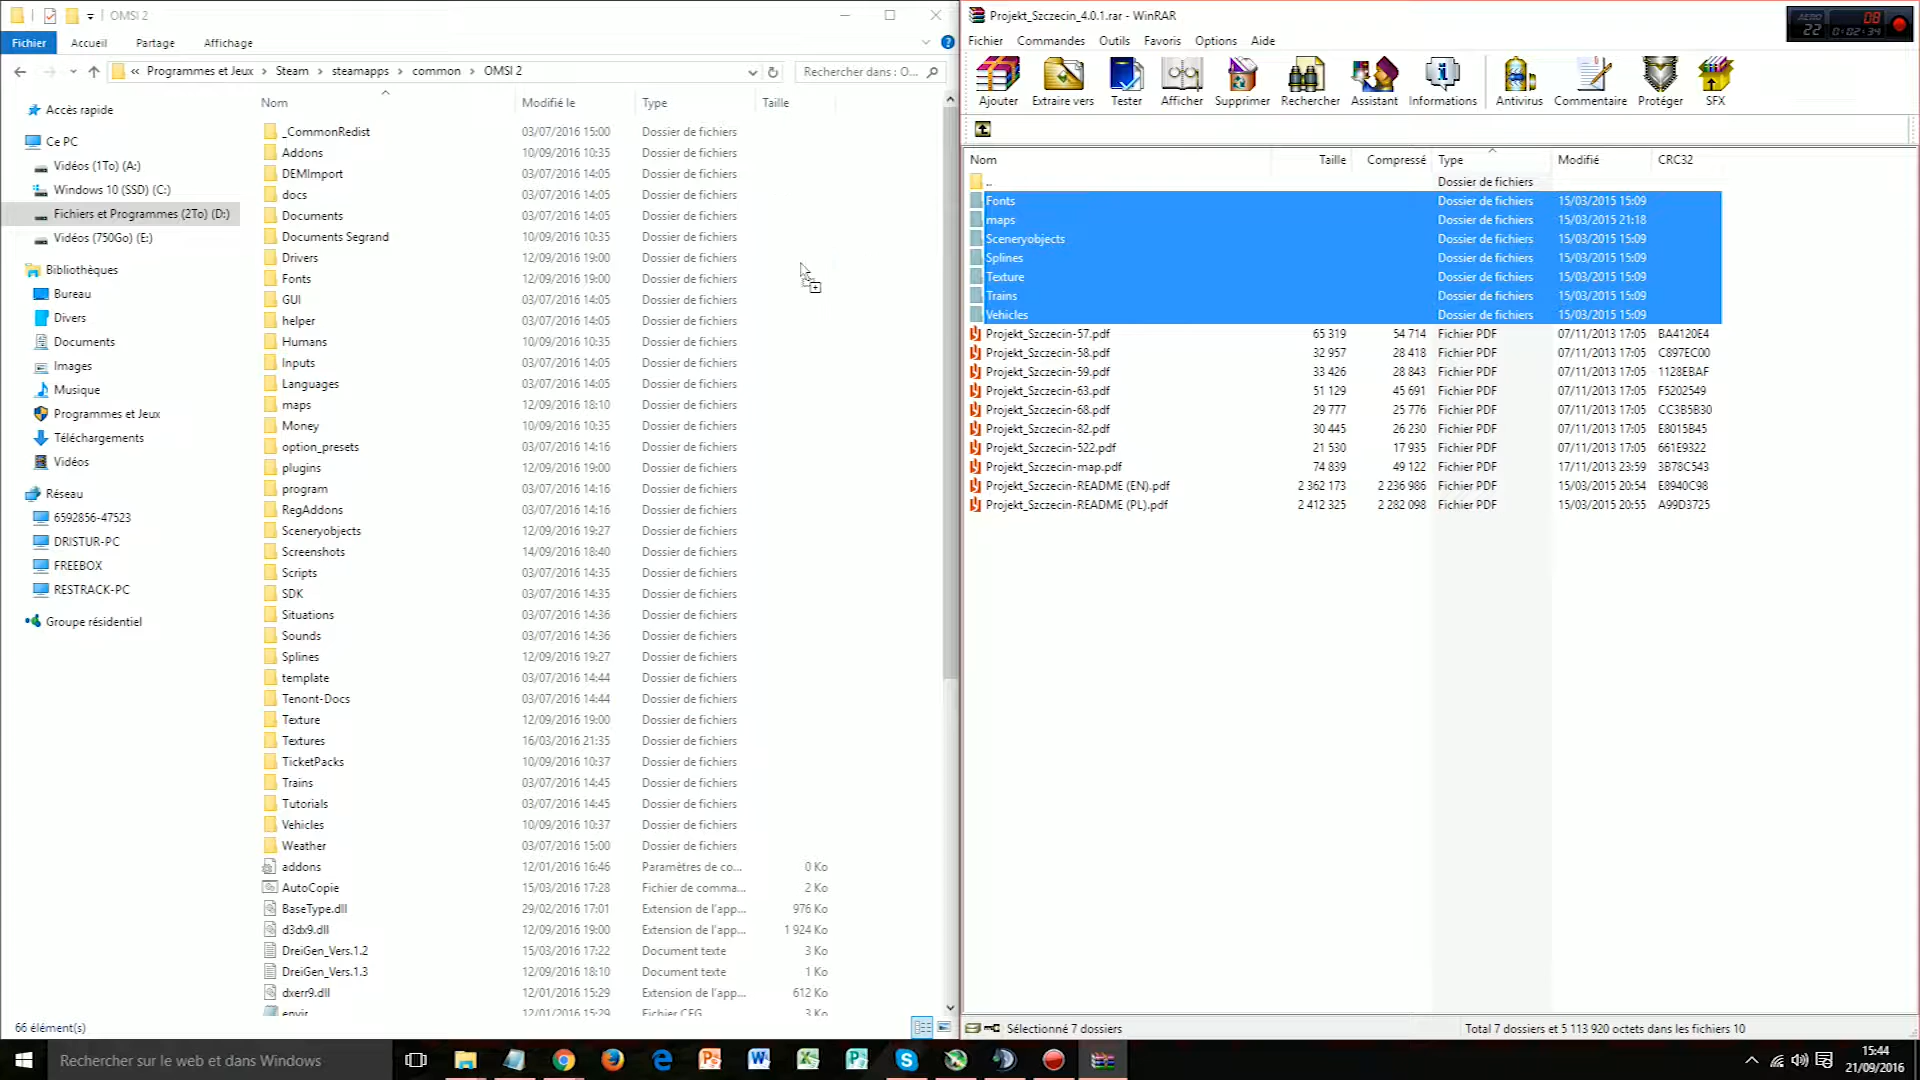 OMSI 2
Fichier Accueil Partage Affichage
« Programmes et Jeux > Steam > steamapps > common > OMSI 2
Rechercher dans : O...
Accès rapide
Ce PC
Vidéos (1To) (A:)
Windows 10 (SSD) (C:)
Fichiers et Programmes (2To) (D:)
Vidéos (750Go) (E:)
Bibliothèques
Bureau
Divers
Documents
Images
Musique
Programmes et Jeux
Téléchargements
Vidéos
Réseau
6592856-47523
DRISTUR-PC
FREEBOX
RESTRACK-PC
Groupe résidentiel
Nom Modifié le Type Taille
_CommonRedist 03/07/2016 15:00 Dossier de fichiers
Addons 10/09/2016 10:35 Dossier de fichiers
DEMImport 03/07/2016 14:05 Dossier de fichiers
docs 03/07/2016 14:05 Dossier de fichiers
Documents 03/07/2016 14:05 Dossier de fichiers
Documents Segrand 10/09/2016 10:35 Dossier de fichiers
Drivers 12/09/2016 19:00 Dossier de fichiers
Fonts 12/09/2016 19:00 Dossier de fichiers
GUI 03/07/2016 14:05 Dossier de fichiers
helper 03/07/2016 14:05 Dossier de fichiers
Humans 10/09/2016 10:35 Dossier de fichiers
Inputs 03/07/2016 14:05 Dossier de fichiers
Languages 03/07/2016 14:05 Dossier de fichiers
maps 12/09/2016 18:10 Dossier de fichiers
Money 10/09/2016 10:35 Dossier de fichiers
option_presets 03/07/2016 14:16 Dossier de fichiers
plugins 12/09/2016 19:00 Dossier de fichiers
program 03/07/2016 14:16 Dossier de fichiers
RegAddons 03/07/2016 14:16 Dossier de fichiers
Sceneryobjects 12/09/2016 19:27 Dossier de fichiers
Screenshots 14/09/2016 18:40 Dossier de fichiers
Scripts 03/07/2016 14:35 Dossier de fichiers
SDK 03/07/2016 14:35 Dossier de fichiers
Situations 03/07/2016 14:36 Dossier de fichiers
Sounds 03/07/2016 14:36 Dossier de fichiers
Splines 12/09/2016 19:27 Dossier de fichiers
template 03/07/2016 14:44 Dossier de fichiers
Tenont-Docs 03/07/2016 14:44 Dossier de fichiers
Texture 12/09/2016 19:00 Dossier de fichiers
Textures 16/03/2016 21:35 Dossier de fichiers
TicketPacks 10/09/2016 10:37 Dossier de fichiers
Trains 03/07/2016 14:45 Dossier de fichiers
Tutorials 03/07/2016 14:45 Dossier de fichiers
Vehicles 10/09/2016 10:37 Dossier de fichiers
Weather 03/07/2016 15:00 Dossier de fichiers
addons 12/01/2016 16:46 Paramètres de co... 0 Ko
AutoCopie 15/03/2016 17:28 Fichier de comma... 2 Ko
BaseType.dll 29/02/2016 17:01 Extension de l'app... 976 Ko
d3dx9.dll 12/09/2016 19:00 Extension de l'app... 1 924 Ko
DreiGen_Vers.1.2 15/03/2016 17:22 Document texte 3 Ko
DreiGen_Vers.1.3 12/09/2016 18:10 Document texte 1 Ko
dxerr9.dll 12/01/2016 15:29 Extension de l'app... 612 Ko
envir 12/01/2016 15:29 Fichier CFG 3 Ko
66 élément(s)
Projekt_Szczecin_4.0.1.rar - WinRAR
Fichier Commandes Outils Favoris Options Aide
Ajouter Extraire vers Tester Afficher Supprimer Rechercher Assistant Informations Antivirus Commentaire Protéger SFX
Nom Taille Compressé Type Modifié CRC32
.. Dossier de fichiers
Fonts Dossier de fichiers 15/03/2015 15:09
maps Dossier de fichiers 15/03/2015 21:18
Sceneryobjects Dossier de fichiers 15/03/2015 15:09
Splines Dossier de fichiers 15/03/2015 15:09
Texture Dossier de fichiers 15/03/2015 15:09
Trains Dossier de fichiers 15/03/2015 15:09
Vehicles Dossier de fichiers 15/03/2015 15:09
Projekt_Szczecin-57.pdf 65 319 54 714 Fichier PDF 07/11/2013 17:05 BA4120E4
Projekt_Szczecin-58.pdf 32 957 28 418 Fichier PDF 07/11/2013 17:05 C897EC00
Projekt_Szczecin-59.pdf 33 426 28 843 Fichier PDF 07/11/2013 17:05 1128EBAF
Projekt_Szczecin-63.pdf 51 129 45 691 Fichier PDF 07/11/2013 17:05 F5202549
Projekt_Szczecin-68.pdf 29 777 25 776 Fichier PDF 07/11/2013 17:05 CC3B5B30
Projekt_Szczecin-82.pdf 30 445 26 230 Fichier PDF 07/11/2013 17:05 E8015B45
Projekt_Szczecin-522.pdf 21 530 17 935 Fichier PDF 07/11/2013 17:05 661E9322
Projekt_Szczecin-map.pdf 74 839 49 122 Fichier PDF 17/11/2013 23:59 3B78C543
Projekt_Szczecin-README (EN).pdf 2 362 173 2 236 986 Fichier PDF 15/03/2015 20:54 E8940C98
Projekt_Szczecin-README (PL).pdf 2 412 325 2 282 098 Fichier PDF 15/03/2015 20:55 A99D3725
Sélectionné 7 dossiers
Total 7 dossiers et 5 113 920 octets dans les fichiers 10
AERO
22
08
0:02:34
Rechercher sur le web et dans Windows
15:44
21/09/2016